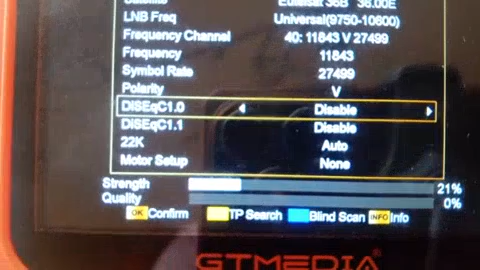 Satellite Eutelsat 36B 36.00E
LNB Freq Universal(9750-10600)
Frequency Channel 40: 11843 V 27499
Frequency 11843
Symbol Rate 27499
Polarity V
DiSEqC1.0 Disable
DiSEqC1.1 Disable
22K Auto
Motor Setup None
Strength 21%
Quality 0%
OK Confirm TP Search Blind Scan INFO Info
GTMEDIA